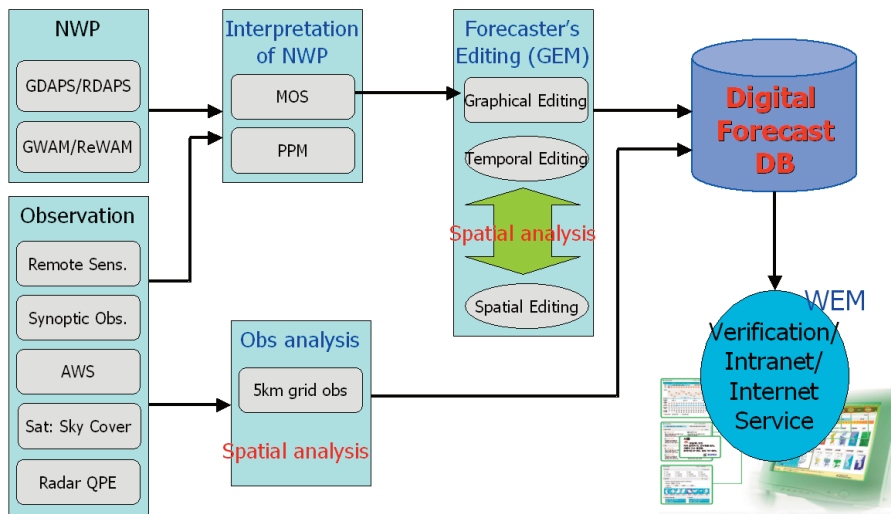 NWP
GDAPS/RDAPS
GWAM/ReWAM
Observation
Remote Sens.
Synoptic Obs.
AWS
Sat: Sky Cover
Radar QPE
Interpretation
of NWP
MOS
PPM
Obs analysis
5km grid obs
Spatial analysis
Forecaster's
Editing (GEM)
Graphical Editing
Temporal Editing
Spatial analysis
Spatial Editing
Digital
Forecast
DB
WEM
Verification/
Intranet/
Internet
Service